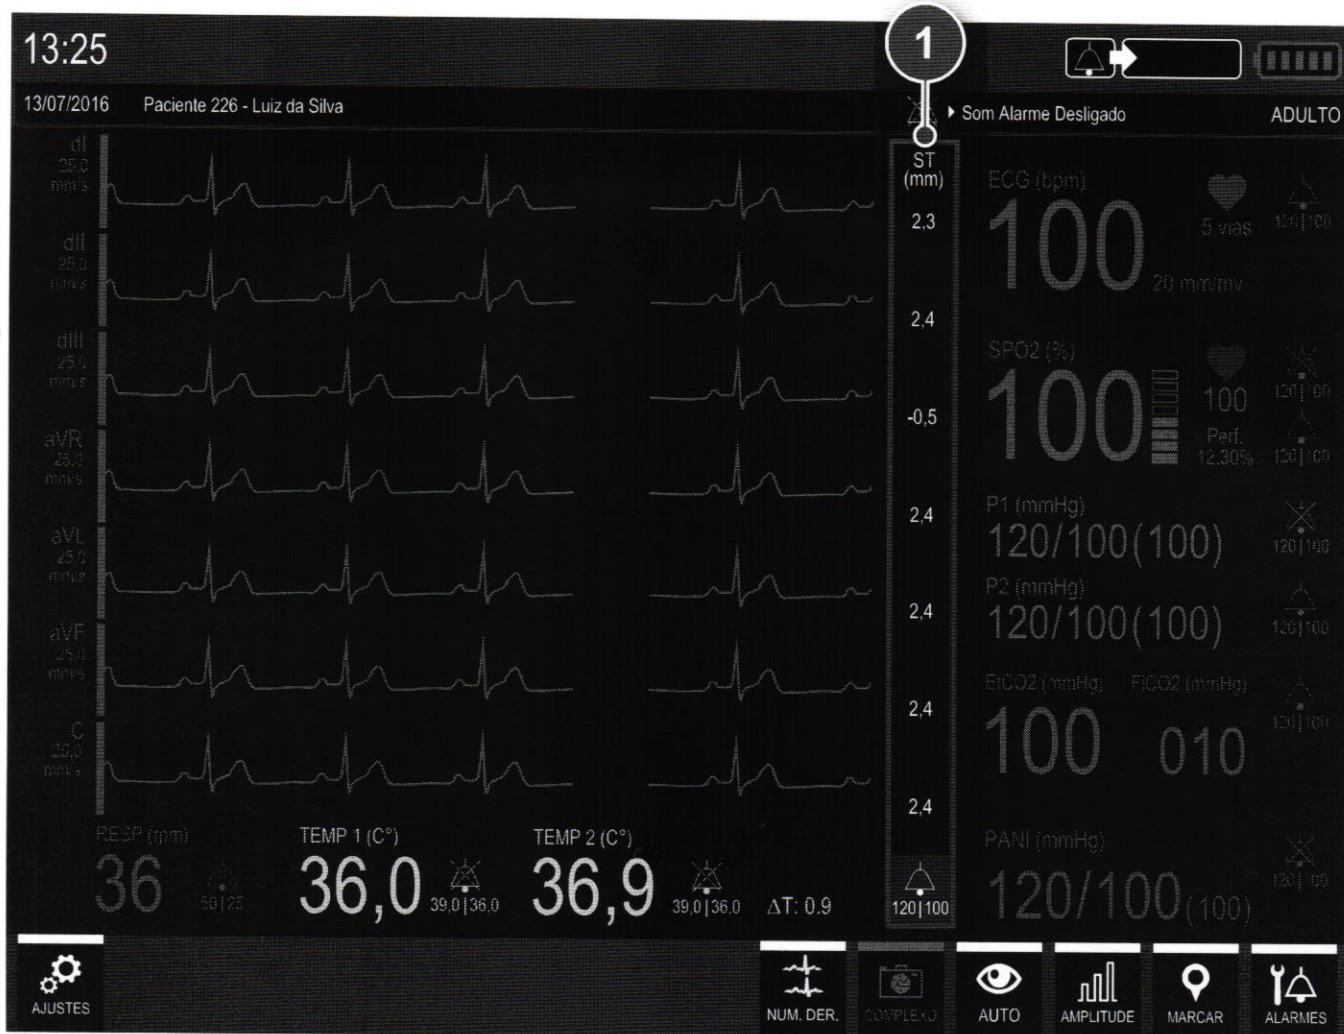 1
13:25
13/07/2016 Paciente 226 - Luiz da Silva Som Alarme Desligado ADULTO
dI
25,0
mm/s
dII
25,0
mm/s
dIII
25,0
mm/s
aVR
25,0
mm/s
aVL
25,0
mm/s
aVF
25,0
mm/s
C
25,0
mm/s
ST
(mm)
2,3
2,4
-0,5
2,4
2,4
2,4
2,4
120|100
ECG (bpm)
100
5 vias
120|100
20 mm/mv
SPO2 (%)
100
100
Perf.
12.30%
120|100
120|100
P1 (mmHg)
120/100(100)
120|100
P2 (mmHg)
120/100(100)
120|100
EtCO2 (mmHg) FiCO2 (mmHg)
100 010
120|100
PANI (mmHg)
120/100(100)
120|100
RESP (rpm)
36
50|25
TEMP 1 (C°)
36,0
39,0|36,0
TEMP 2 (C°)
36,9
39,0|36,0
ΔT: 0.9
AJUSTES
NUM. DER.
COMPLEXO
AUTO
AMPLITUDE
MARCAR
ALARMES